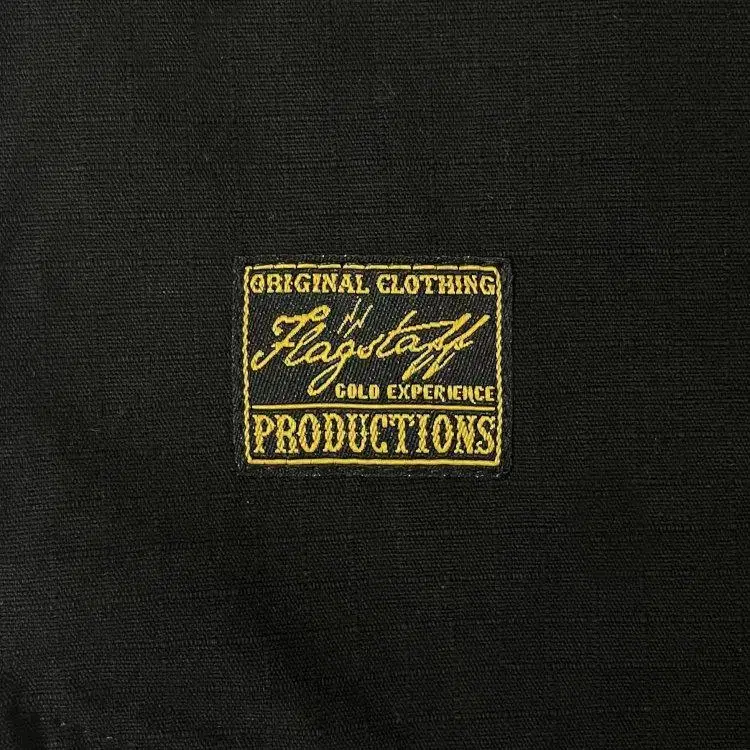 ORIGINAL CLOTHING
Flagstaff
GOLD EXPERIENCE
PRODUCTIONS